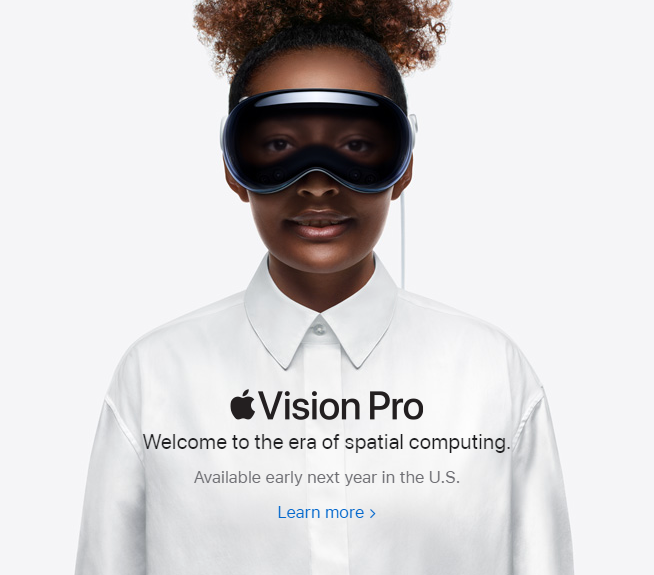 Vision Pro
Welcome to the era of spatial computing.
Available early next year in the U.S.
Learn more >